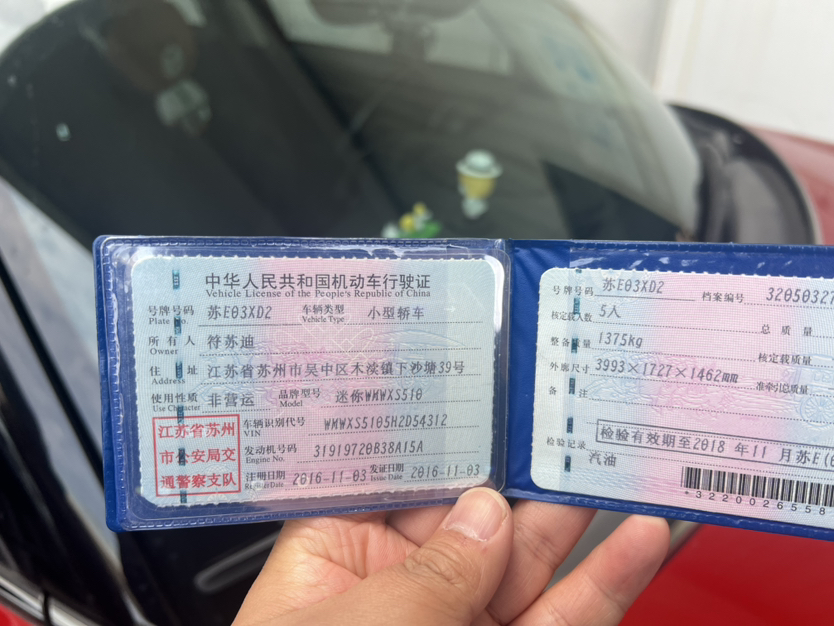 中华人民共和国机动车行驶证
Vehicle License of the People's Republic of China
号牌号码 苏E03XD2 车辆类型 小型轿车
Plate No. Vehicle Type
所有人 符苏迪
Owner
住址 江苏省苏州市吴中区木渎镇下沙塘39号
Address
使用性质 非营运 品牌型号 迷你WMWXS510
Use Character Model
江苏省苏州
市公安局交
通警察支队
车辆识别代号 WMWXS5105H2D54312
VIN
发动机号码 31919720B38A15A
Engine No.
注册日期 2016-11-03 发证日期 2016-11-03
Register Date Issue Date
号牌号码 苏E03XD2 档案编号 32050327
核定载人数 5人 总质量
整备质量 1375kg 核定载质量
外廓尺寸 3993×1727×1462mm 准牵引总质量
备注
检验记录 检验有效期至2018年11月苏E(0
汽油
*3220026558